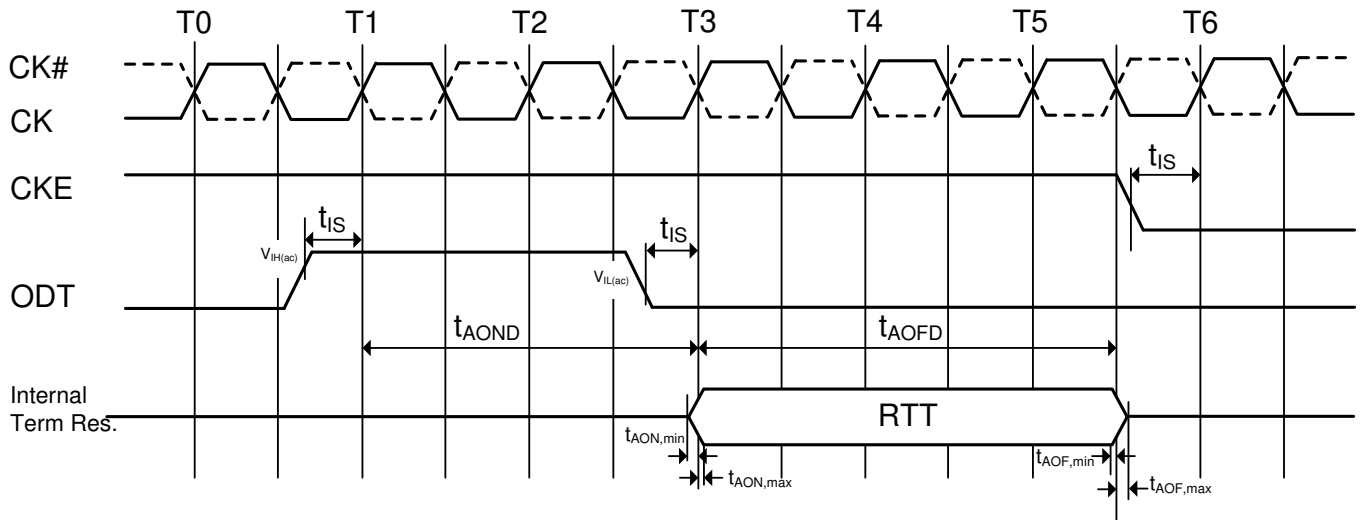 T0 T1 T2 T3 T4 T5 T6
CK#
CK
CKE
tIS
tIS
tIS
VIH(ac)
VIL(ac)
ODT
tAOND
tAOFD
Internal
Term Res.
RTT
tAON,min
tAOF,min
tAON,max
tAOF,max